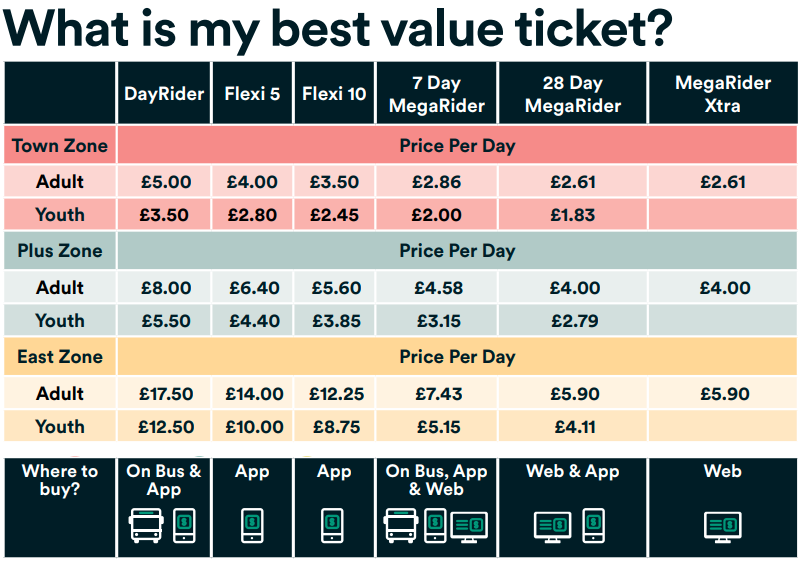 What is my best value ticket?
DayRider Flexi 5 Flexi 10 7 Day MegaRider 28 Day MegaRider MegaRider Xtra
Town Zone Price Per Day
Adult £5.00 £4.00 £3.50 £2.86 £2.61 £2.61
Youth £3.50 £2.80 £2.45 £2.00 £1.83
Plus Zone Price Per Day
Adult £8.00 £6.40 £5.60 £4.58 £4.00 £4.00
Youth £5.50 £4.40 £3.85 £3.15 £2.79
East Zone Price Per Day
Adult £17.50 £14.00 £12.25 £7.43 £5.90 £5.90
Youth £12.50 £10.00 £8.75 £5.15 £4.11
Where to buy? On Bus & App App App On Bus, App & Web Web & App Web